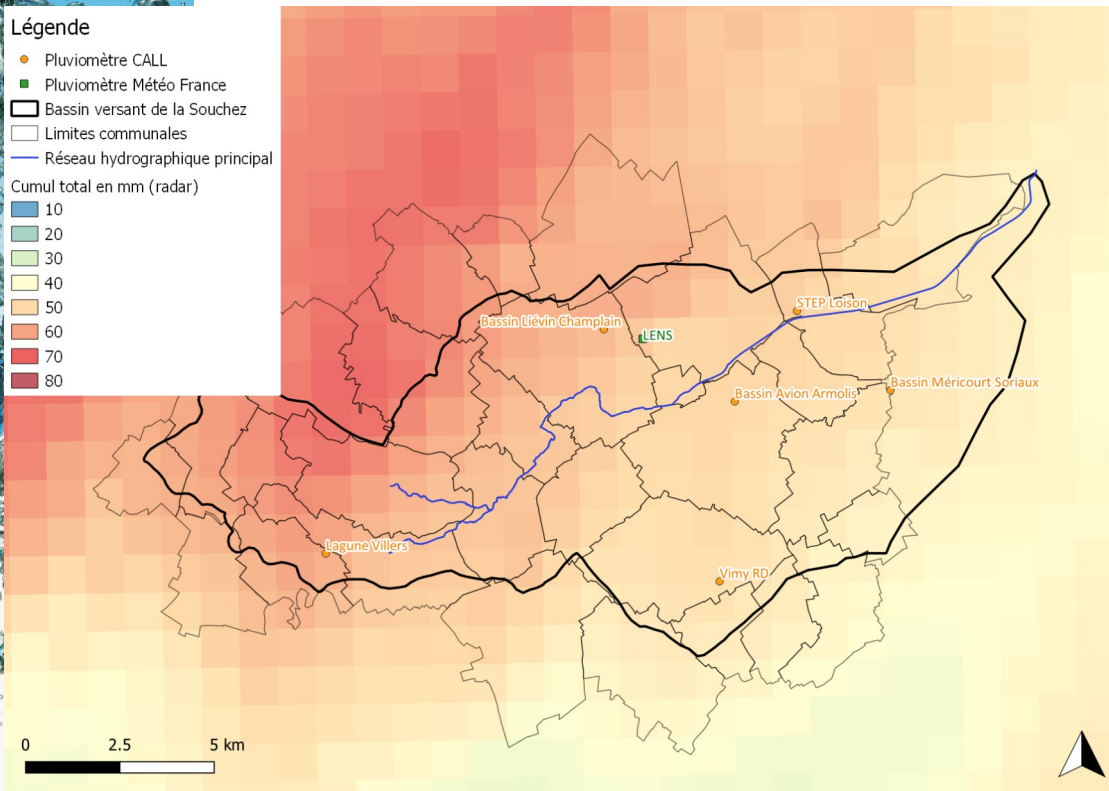 Légende
Pluviomètre CALL
Pluviomètre Météo France
Bassin versant de la Souchez
Limites communales
Réseau hydrographique principal
Cumul total en mm (radar)
10
20
30
40
50
60
70
80
STEP Loison
Bassin Liévin Champlain
LENS
Bassin Méricourt Soriaux
Bassin Avion Armolis
Lagune Villers
Vimy RD
0 2.5 5 km